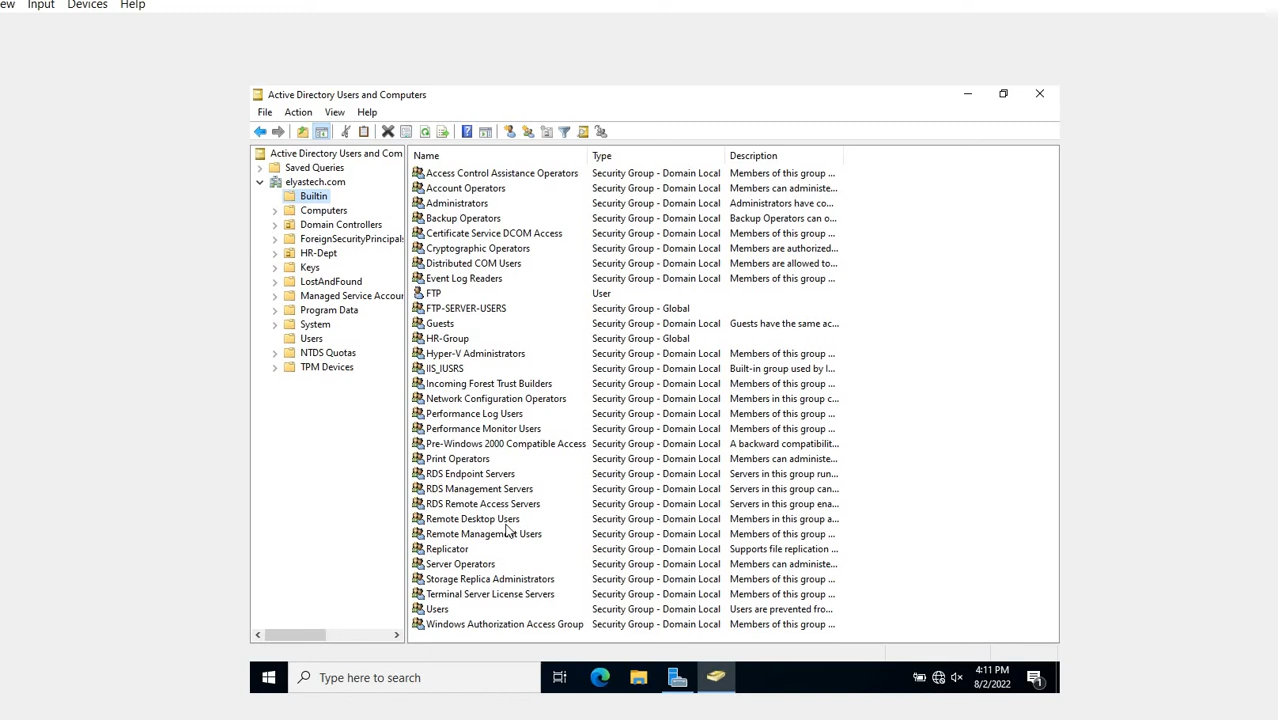 ew Input Devices Help
Active Directory Users and Computers
File Action View Help
Active Directory Users and Com
Saved Queries
elyastech.com
Builtin
Computers
Domain Controllers
ForeignSecurityPrincipals
HR-Dept
Keys
LostAndFound
Managed Service Accou
Program Data
System
Users
NTDS Quotas
TPM Devices
Name Type Description
Access Control Assistance Operators Security Group - Domain Local Members of this group ...
Account Operators Security Group - Domain Local Members can administe...
Administrators Security Group - Domain Local Administrators have co...
Backup Operators Security Group - Domain Local Backup Operators can o...
Certificate Service DCOM Access Security Group - Domain Local Members of this group ...
Cryptographic Operators Security Group - Domain Local Members are authorized...
Distributed COM Users Security Group - Domain Local Members are allowed to...
Event Log Readers Security Group - Domain Local Members of this group ...
FTP User
FTP-SERVER-USERS Security Group - Global
Guests Security Group - Domain Local Guests have the same ac...
HR-Group Security Group - Global
Hyper-V Administrators Security Group - Domain Local Members of this group ...
IIS_IUSRS Security Group - Domain Local Built-in group used by I...
Incoming Forest Trust Builders Security Group - Domain Local Members of this group ...
Network Configuration Operators Security Group - Domain Local Members in this group c...
Performance Log Users Security Group - Domain Local Members of this group ...
Performance Monitor Users Security Group - Domain Local Members of this group ...
Pre-Windows 2000 Compatible Access Security Group - Domain Local A backward compatibilit...
Print Operators Security Group - Domain Local Members can administe...
RDS Endpoint Servers Security Group - Domain Local Servers in this group run...
RDS Management Servers Security Group - Domain Local Servers in this group can...
RDS Remote Access Servers Security Group - Domain Local Servers in this group ena...
Remote Desktop Users Security Group - Domain Local Members in this group a...
Remote Management Users Security Group - Domain Local Members of this group ...
Replicator Security Group - Domain Local Supports file replication ...
Server Operators Security Group - Domain Local Members can administe...
Storage Replica Administrators Security Group - Domain Local Members of this group ...
Terminal Server License Servers Security Group - Domain Local Members of this group ...
Users Security Group - Domain Local Users are prevented fro...
Windows Authorization Access Group Security Group - Domain Local Members of this group ...
Type here to search
4:11 PM
8/2/2022
1